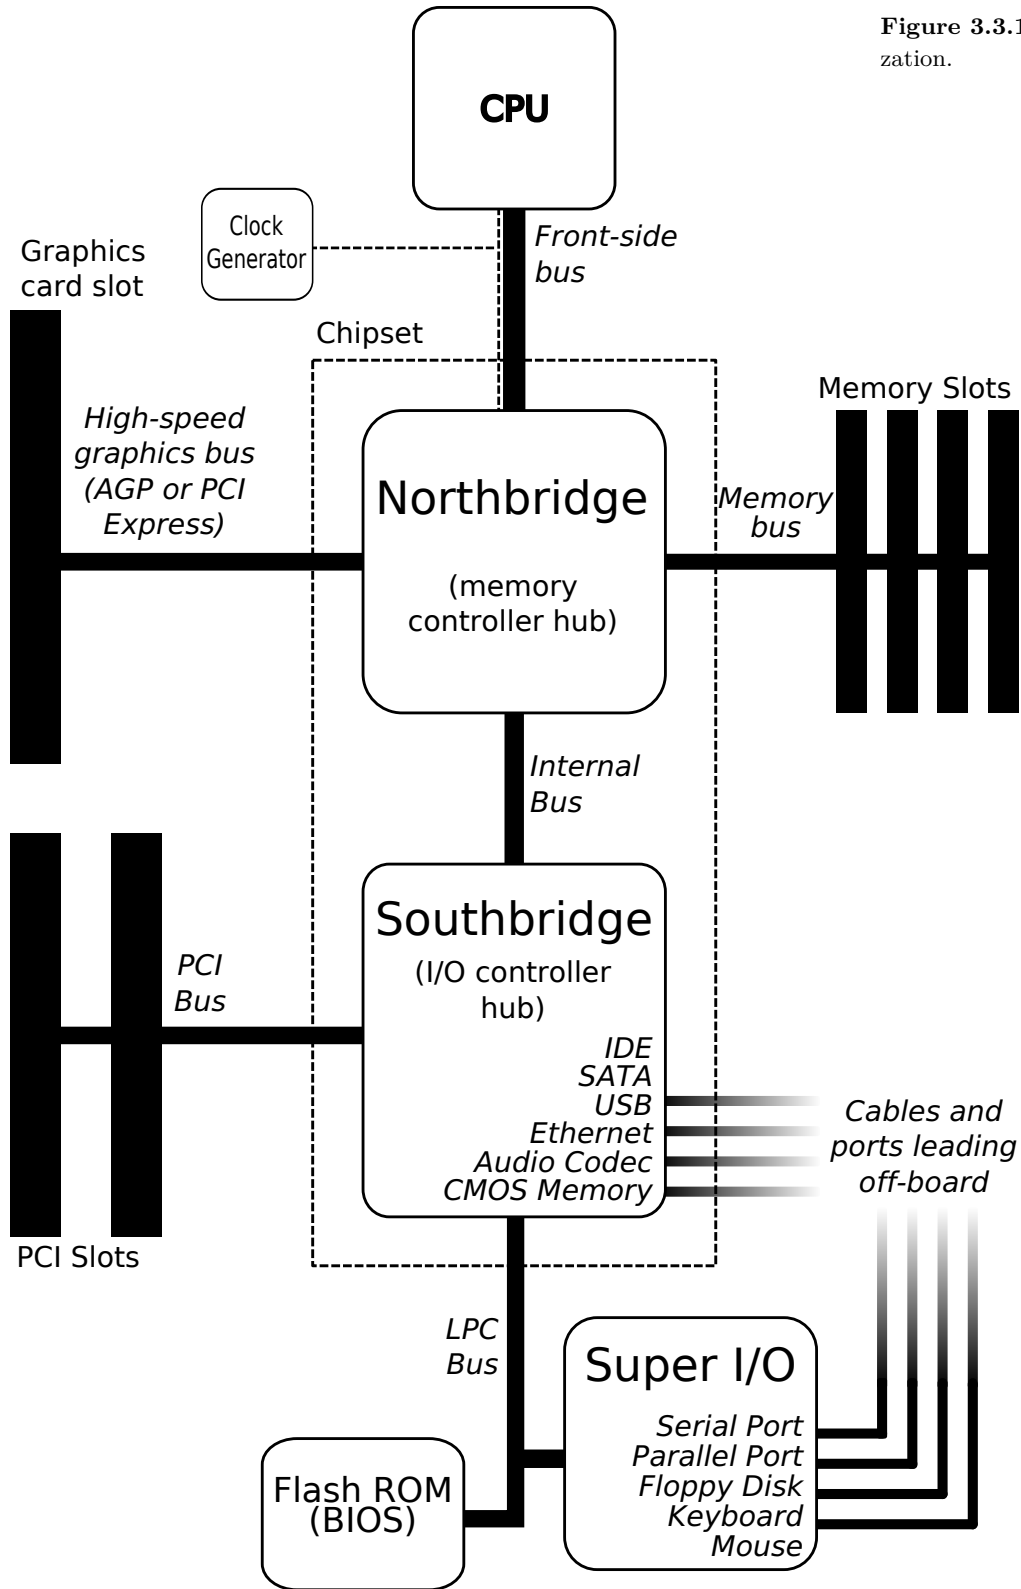 Figure 3.3.1
zation.
CPU
Clock
Generator
Front-side
bus
Graphics
card slot
Chipset
High-speed
graphics bus
(AGP or PCI
Express)
Northbridge
(memory
controller hub)
Memory Slots
Memory
bus
Internal
Bus
Southbridge
(I/O controller
hub)
IDE
SATA
USB
Ethernet
Audio Codec
CMOS Memory
PCI
Bus
PCI Slots
Cables and
ports leading
off-board
LPC
Bus
Super I/O
Serial Port
Parallel Port
Floppy Disk
Keyboard
Mouse
Flash ROM
(BIOS)